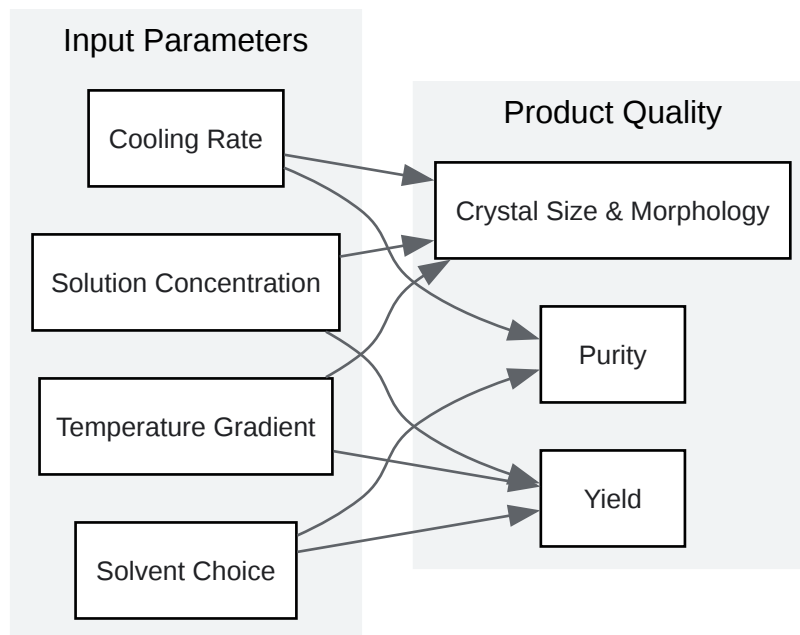 Input Parameters
Cooling Rate
Solution Concentration
Temperature Gradient
Solvent Choice
Product Quality
Crystal Size & Morphology
Purity
Yield